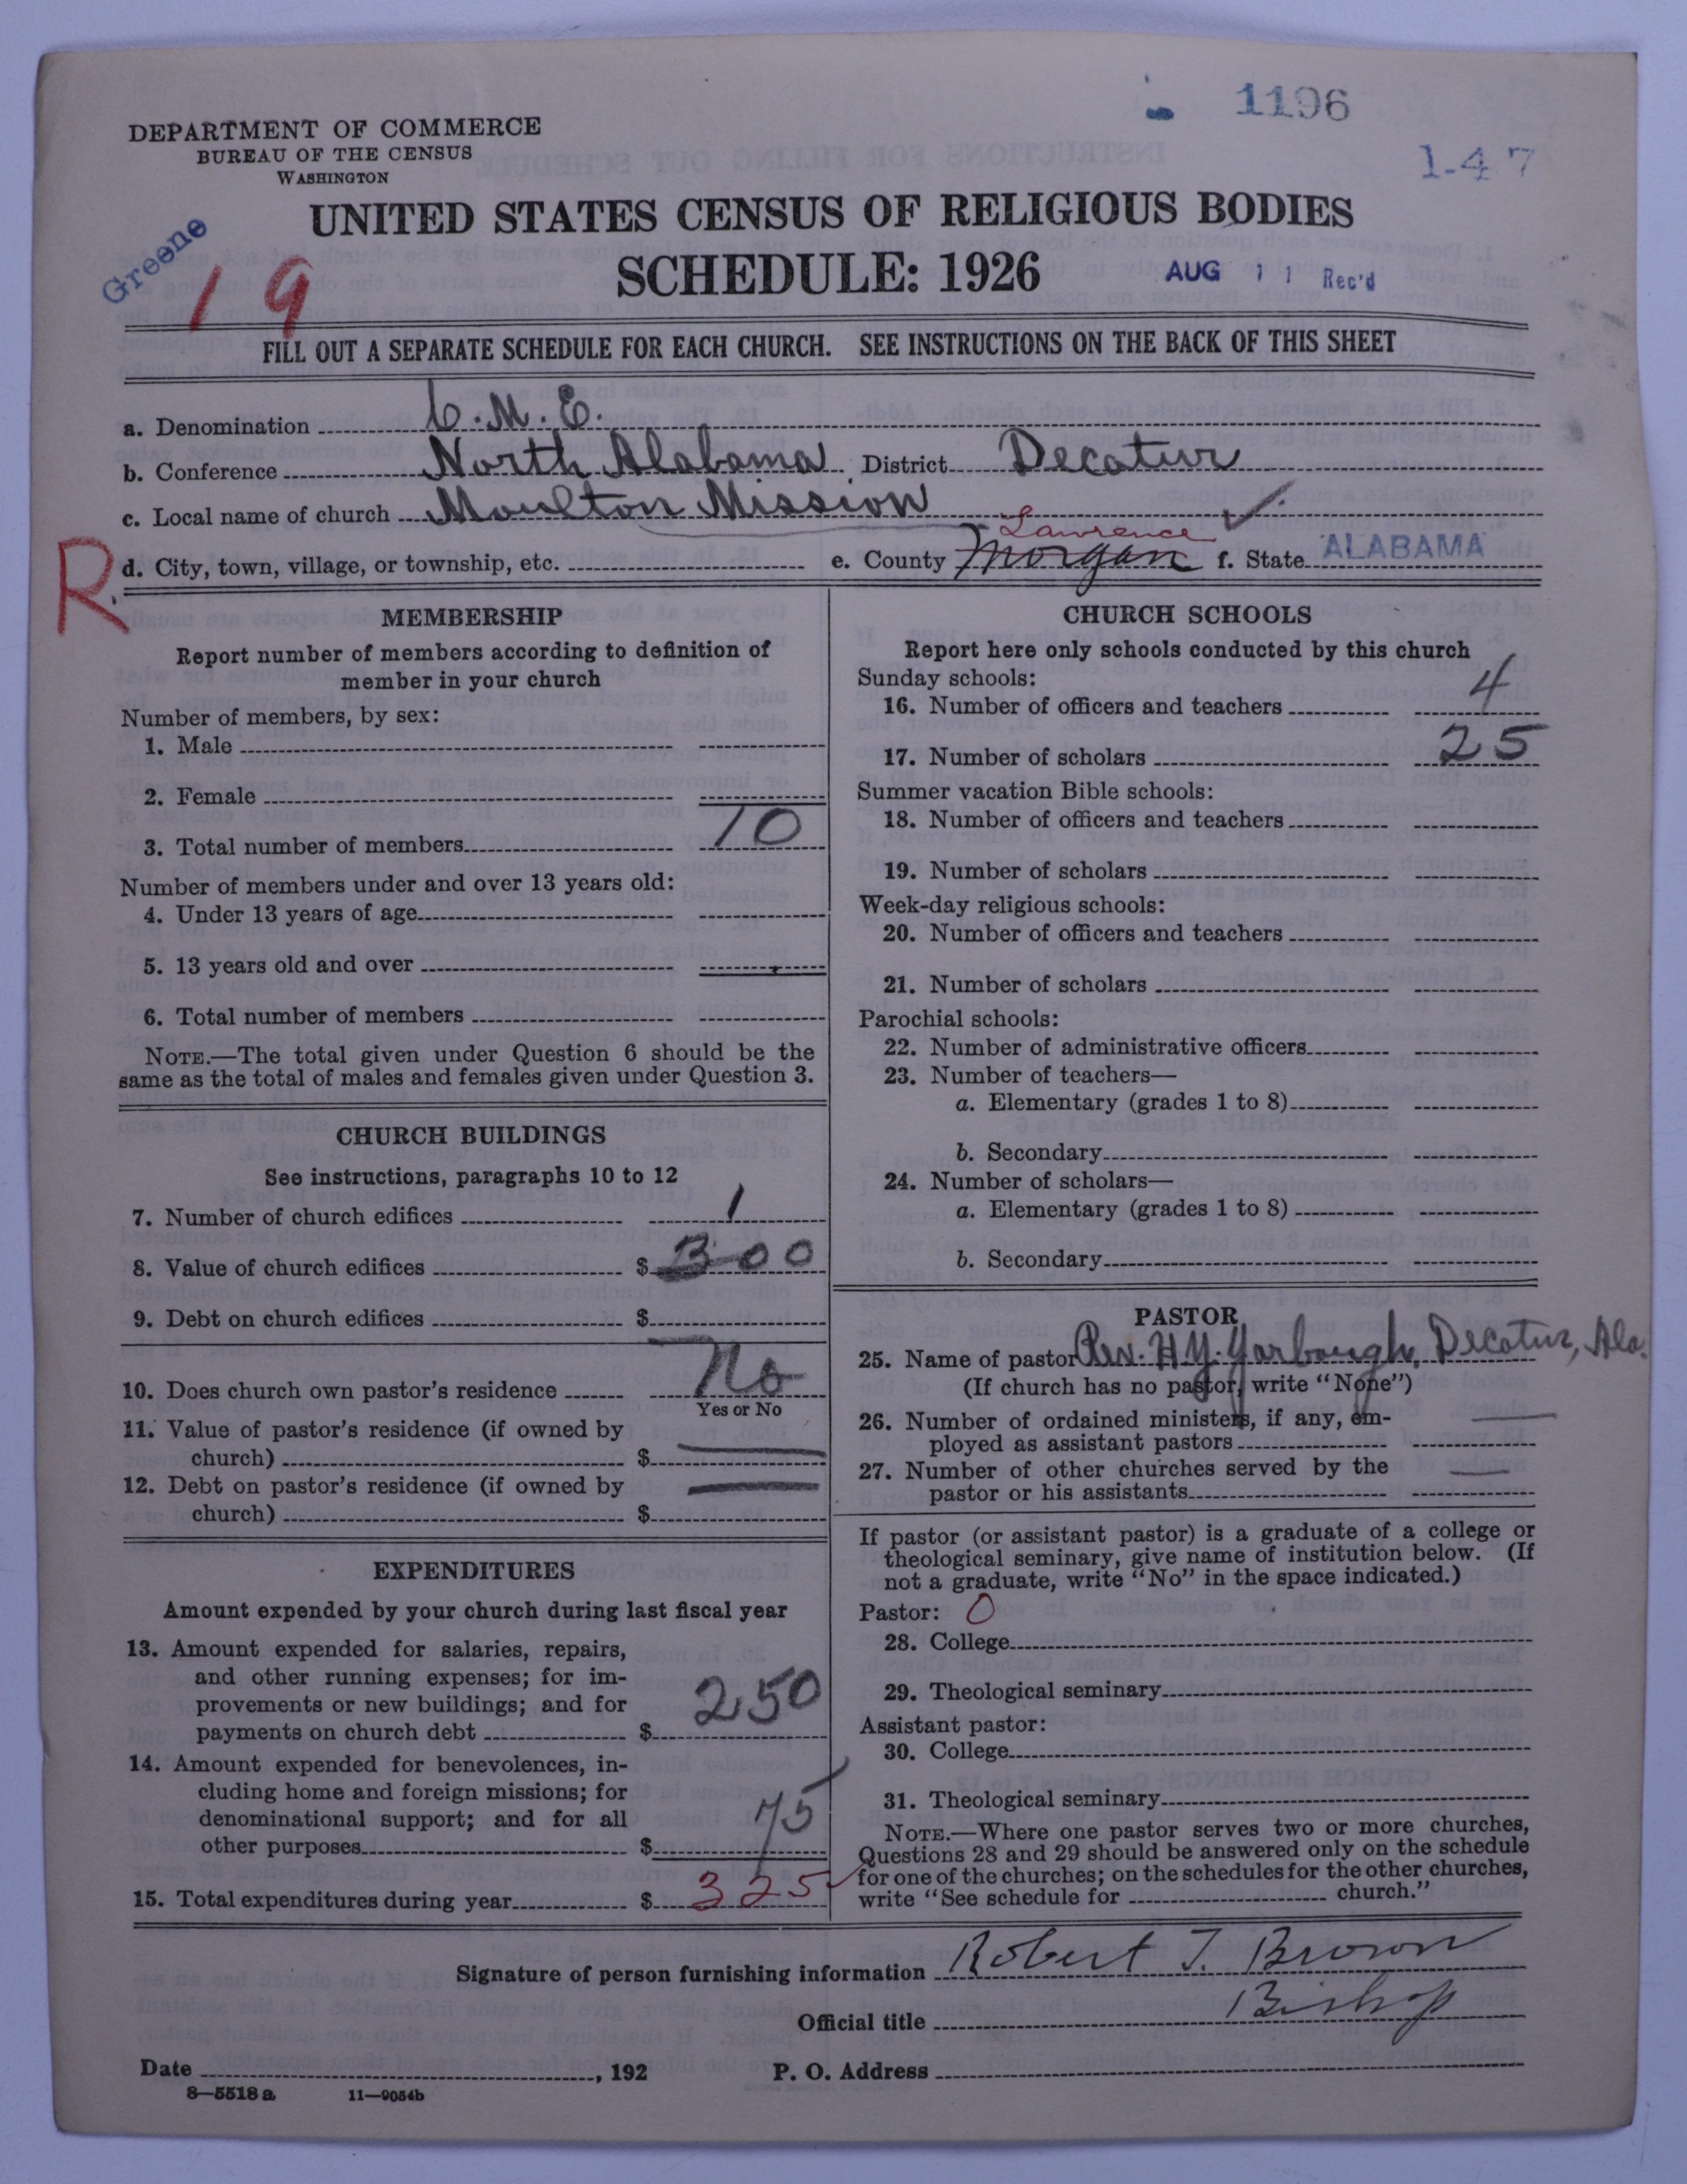 1196
1-47
DEPARTMENT OF COMMERCE
BUREAU OF THE CENSUS
WASHINGTON
UNITED STATES CENSUS OF RELIGIOUS BODIES
SCHEDULE: 1926
AUG 11 Rec'd
Greene
19
FILL OUT A SEPARATE SCHEDULE FOR EACH CHURCH. SEE INSTRUCTIONS ON THE BACK OF THIS SHEET
a. Denomination C.M.E.
b. Conference North Alabama District Decatur
c. Local name of church Moulton Mission
Lawrence
R. d. City, town, village, or township, etc. e. County Morgan f. State ALABAMA
MEMBERSHIP
Report number of members according to definition of
member in your church
Number of members, by sex:
1. Male
2. Female
3. Total number of members 10
Number of members under and over 13 years old:
4. Under 13 years of age
5. 13 years old and over
6. Total number of members
NOTE.—The total given under Question 6 should be the
same as the total of males and females given under Question 3.
CHURCH BUILDINGS
See instructions, paragraphs 10 to 12
7. Number of church edifices 1
8. Value of church edifices $ 300
9. Debt on church edifices $
10. Does church own pastor's residence No
Yes or No
11. Value of pastor's residence (if owned by
church) $
12. Debt on pastor's residence (if owned by
church) $
EXPENDITURES
Amount expended by your church during last fiscal year
13. Amount expended for salaries, repairs,
and other running expenses; for im-
provements or new buildings; and for
payments on church debt $ 250
14. Amount expended for benevolences, in-
cluding home and foreign missions; for
denominational support; and for all
other purposes $ 75
15. Total expenditures during year $ 325
CHURCH SCHOOLS
Report here only schools conducted by this church
Sunday schools:
16. Number of officers and teachers 4
17. Number of scholars 25
Summer vacation Bible schools:
18. Number of officers and teachers
19. Number of scholars
Week-day religious schools:
20. Number of officers and teachers
21. Number of scholars
Parochial schools:
22. Number of administrative officers
23. Number of teachers—
a. Elementary (grades 1 to 8)
b. Secondary
24. Number of scholars—
a. Elementary (grades 1 to 8)
b. Secondary
PASTOR
25. Name of pastor Rev. H.Y. Yarbough, Decatur, Ala.
(If church has no pastor, write "None")
26. Number of ordained ministers, if any, em-
ployed as assistant pastors
27. Number of other churches served by the
pastor or his assistants
If pastor (or assistant pastor) is a graduate of a college or
theological seminary, give name of institution below. (If
not a graduate, write "No" in the space indicated.)
Pastor: 0
28. College
29. Theological seminary
Assistant pastor:
30. College
31. Theological seminary
NOTE.—Where one pastor serves two or more churches,
Questions 28 and 29 should be answered only on the schedule
for one of the churches; on the schedules for the other churches,
write "See schedule for church."
Signature of person furnishing information Robert T. Brown
Official title Bishop
Date , 192 P. O. Address
8—5518a 11—9054b